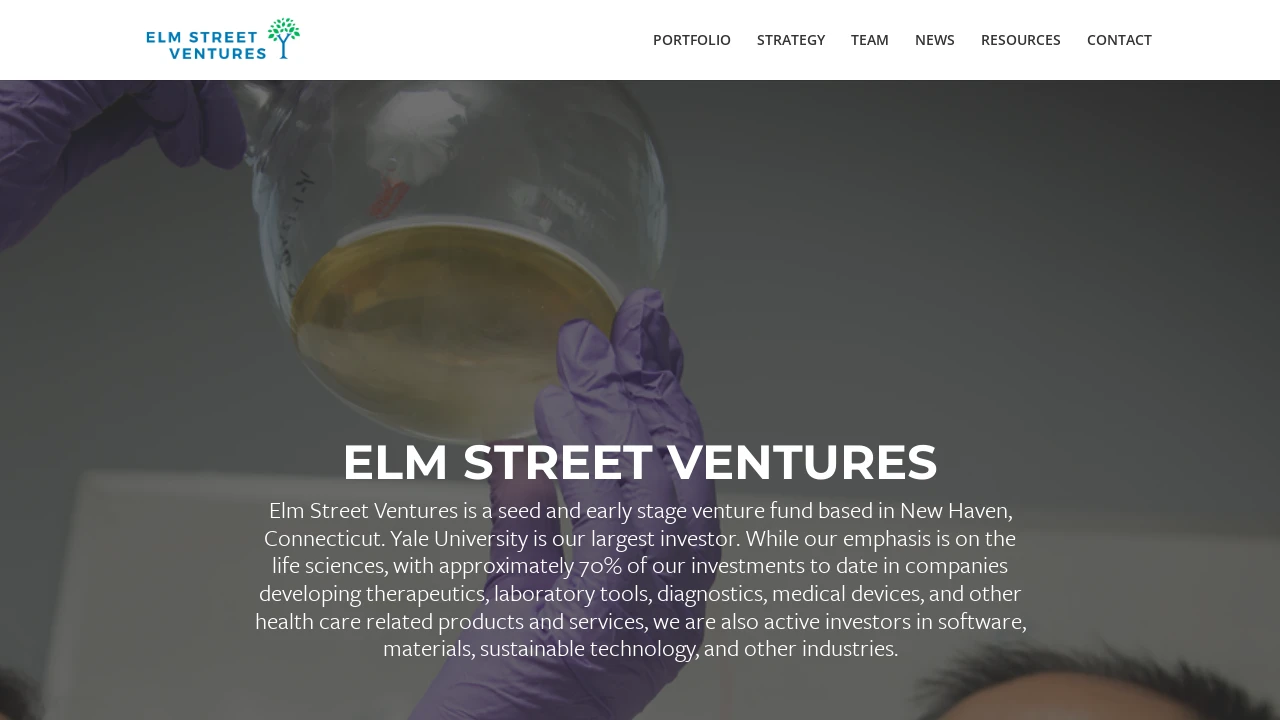 ELM STREET
VENTURES
PORTFOLIO STRATEGY TEAM NEWS RESOURCES CONTACT
ELM STREET VENTURES
Elm Street Ventures is a seed and early stage venture fund based in New Haven,
Connecticut. Yale University is our largest investor. While our emphasis is on the
life sciences, with approximately 70% of our investments to date in companies
developing therapeutics, laboratory tools, diagnostics, medical devices, and other
health care related products and services, we are also active investors in software,
materials, sustainable technology, and other industries.